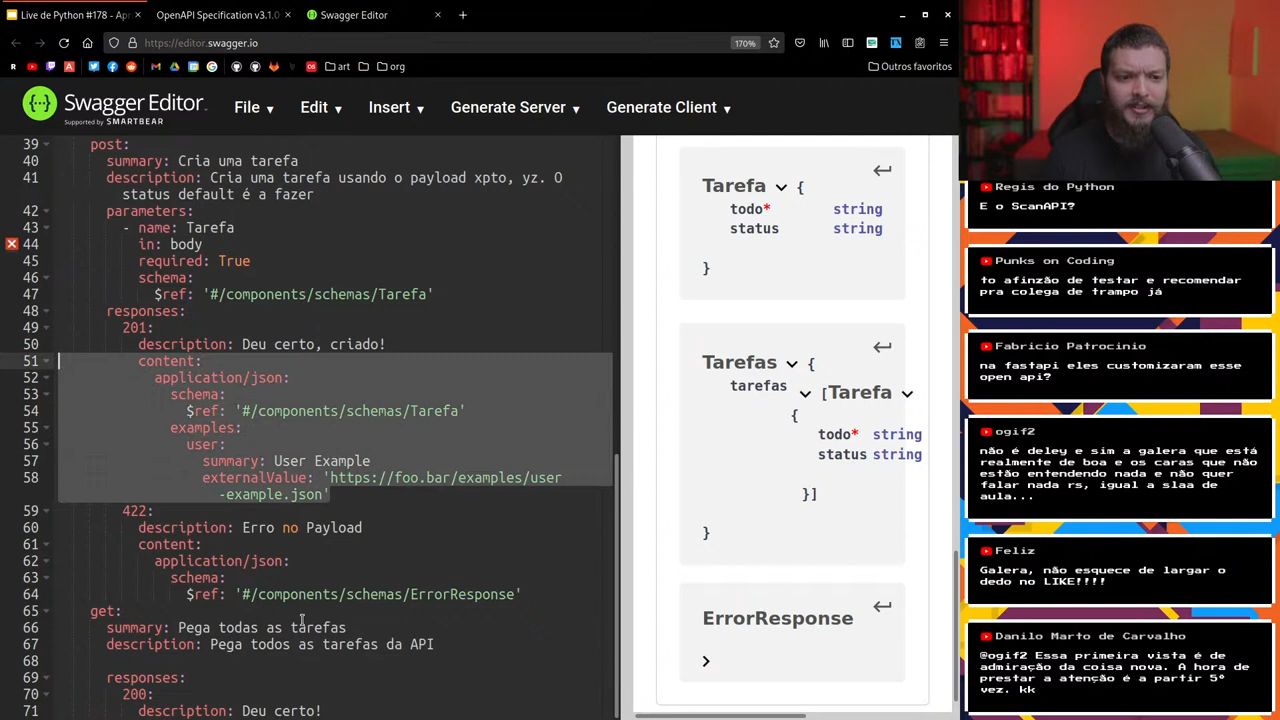 Live de Python #178 - Ap
OpenAPI Specification v3.1.0
Swagger Editor
https://editor.swagger.io
170%
art
org
Outros favoritos
Swagger Editor
Supported by SMARTBEAR
File
Edit
Insert
Generate Server
Generate Client
39 post:
40 summary: Cria uma tarefa
41 description: Cria uma tarefa usando o payload xpto, yz. O
status default é a fazer
42 parameters:
43 - name: Tarefa
44 in: body
45 required: True
46 schema:
47 $ref: '#/components/schemas/Tarefa'
48 responses:
49 201:
50 description: Deu certo, criado!
51 content:
52 application/json:
53 schema:
54 $ref: '#/components/schemas/Tarefa'
55 examples:
56 user:
57 summary: User Example
58 externalValue: 'https://foo.bar/examples/user
-example.json'
59 422:
60 description: Erro no Payload
61 content:
62 application/json:
63 schema:
64 $ref: '#/components/schemas/ErrorResponse'
65 get:
66 summary: Pega todas as tarefas
67 description: Pega todos as tarefas da API
68
69 responses:
70 200:
71 description: Deu certo!
Tarefa {
todo* string
status string
}
Tarefas {
tarefas [Tarefa
{
todo* string
status string
}]
}
ErrorResponse
Regis do Python
E o ScanAPI?
Punks on Coding
to afinzão de testar e recomendar
pra colega de trampo já
Fabricio Patrocinio
na fastapi eles customizaram esse
open api?
ogif2
não é deley e sim a galera que está
realmente de boa e os caras que não
estão entendendo nada e não quer
falar nada rs, igual a slaa de
aula...
Feliz
Galera, não esquece de largar o
dedo no LIKE!!!!
Danilo Marto de Carvalho
@ogif2 Essa primeira vista é de
admiração da coisa nova. A hora de
prestar a atenção é a partir 5º
vez. kk